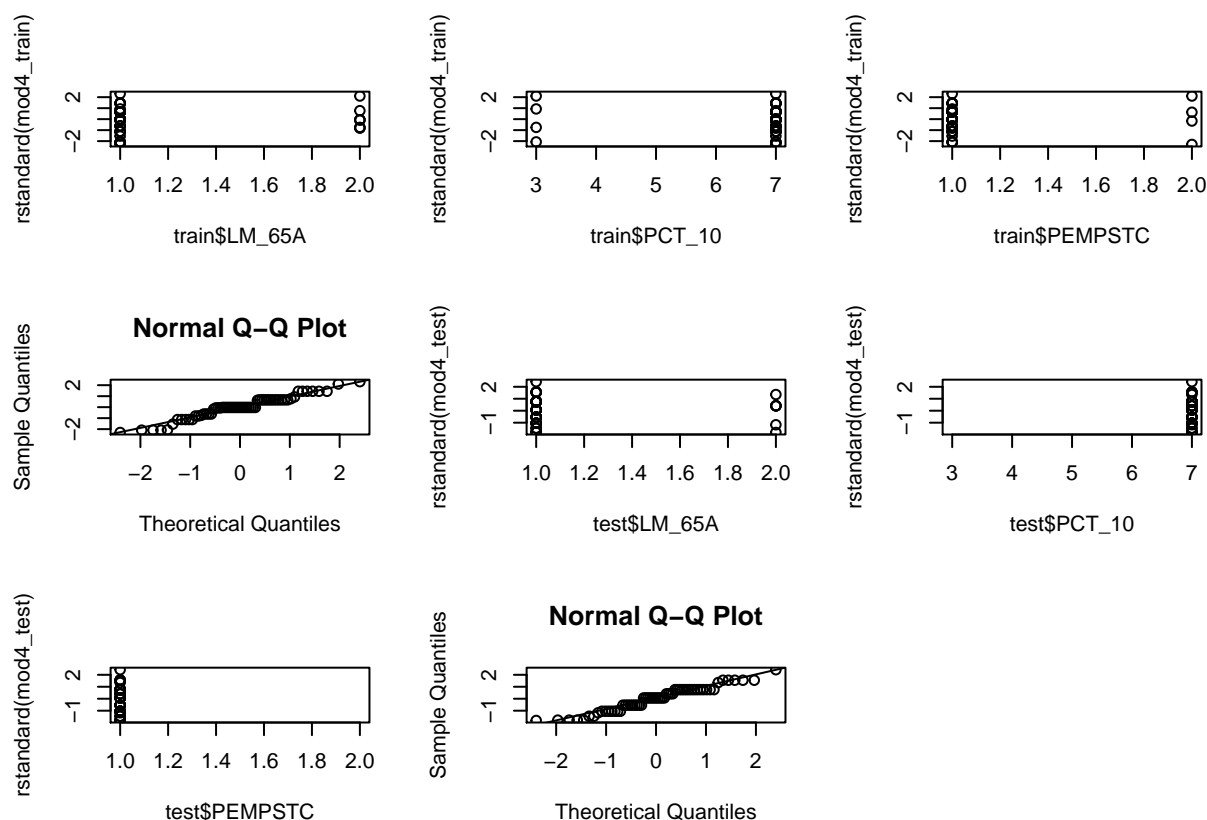 rstandard(mod4_train)
2
−2
1.0 1.2 1.4 1.6 1.8 2.0
train$LM_65A
rstandard(mod4_train)
2
−2
3 4 5 6 7
train$PCT_10
rstandard(mod4_train)
2
−2
1.0 1.2 1.4 1.6 1.8 2.0
train$PEMPSTC
Normal Q−Q Plot
Sample Quantiles
2
−2
−2 −1 0 1 2
Theoretical Quantiles
rstandard(mod4_test)
2
−1
1.0 1.2 1.4 1.6 1.8 2.0
test$LM_65A
rstandard(mod4_test)
2
−1
3 4 5 6 7
test$PCT_10
rstandard(mod4_test)
2
−1
1.0 1.2 1.4 1.6 1.8 2.0
test$PEMPSTC
Normal Q−Q Plot
Sample Quantiles
2
−1
−2 −1 0 1 2
Theoretical Quantiles